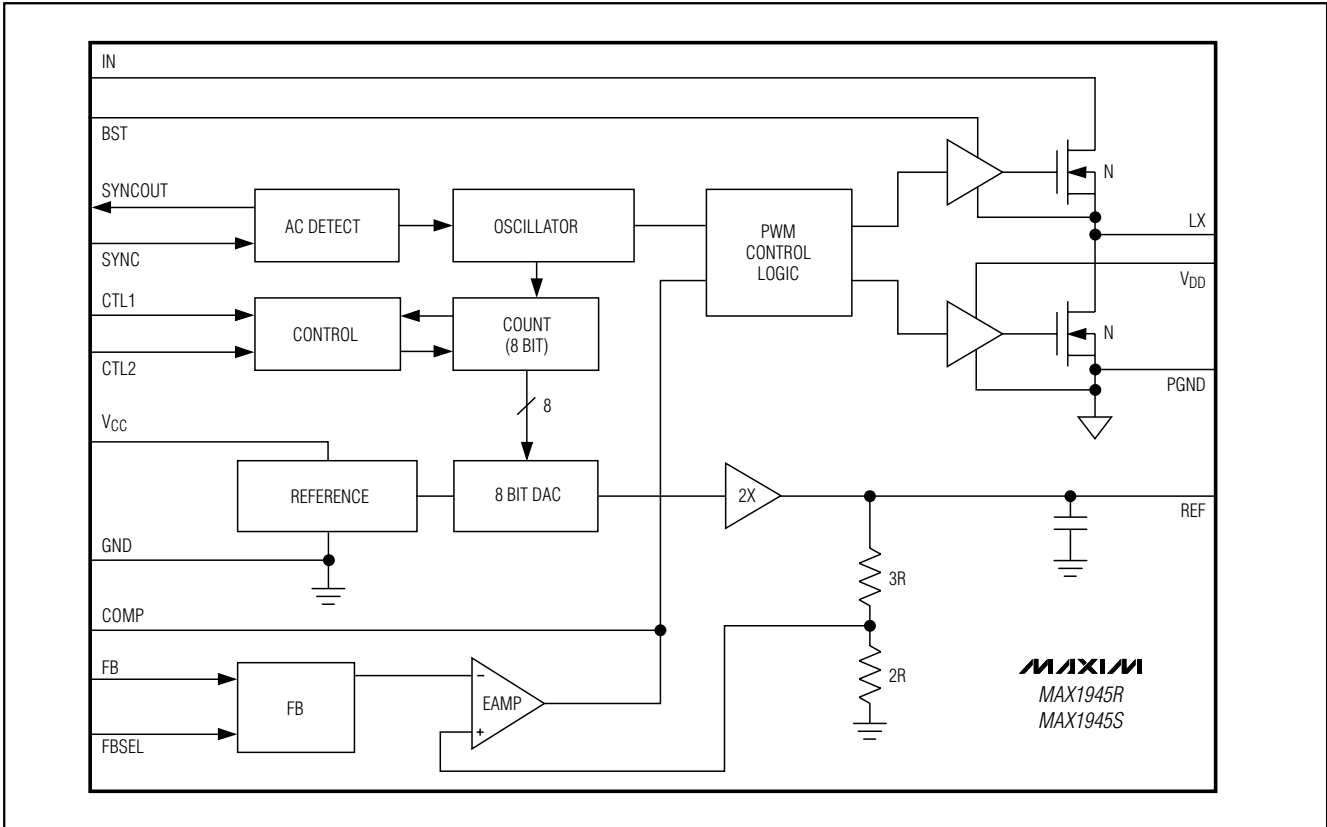 IN
BST
SYNCOUT
SYNC
CTL1
CTL2
VCC
GND
COMP
FB
FBSEL
AC DETECT
OSCILLATOR
CONTROL
COUNT
(8 BIT)
8
REFERENCE
8 BIT DAC
FB
EAMP
−
+
PWM
CONTROL
LOGIC
2X
3R
2R
N
N
LX
VDD
PGND
REF
MAXIM
MAX1945R
MAX1945S